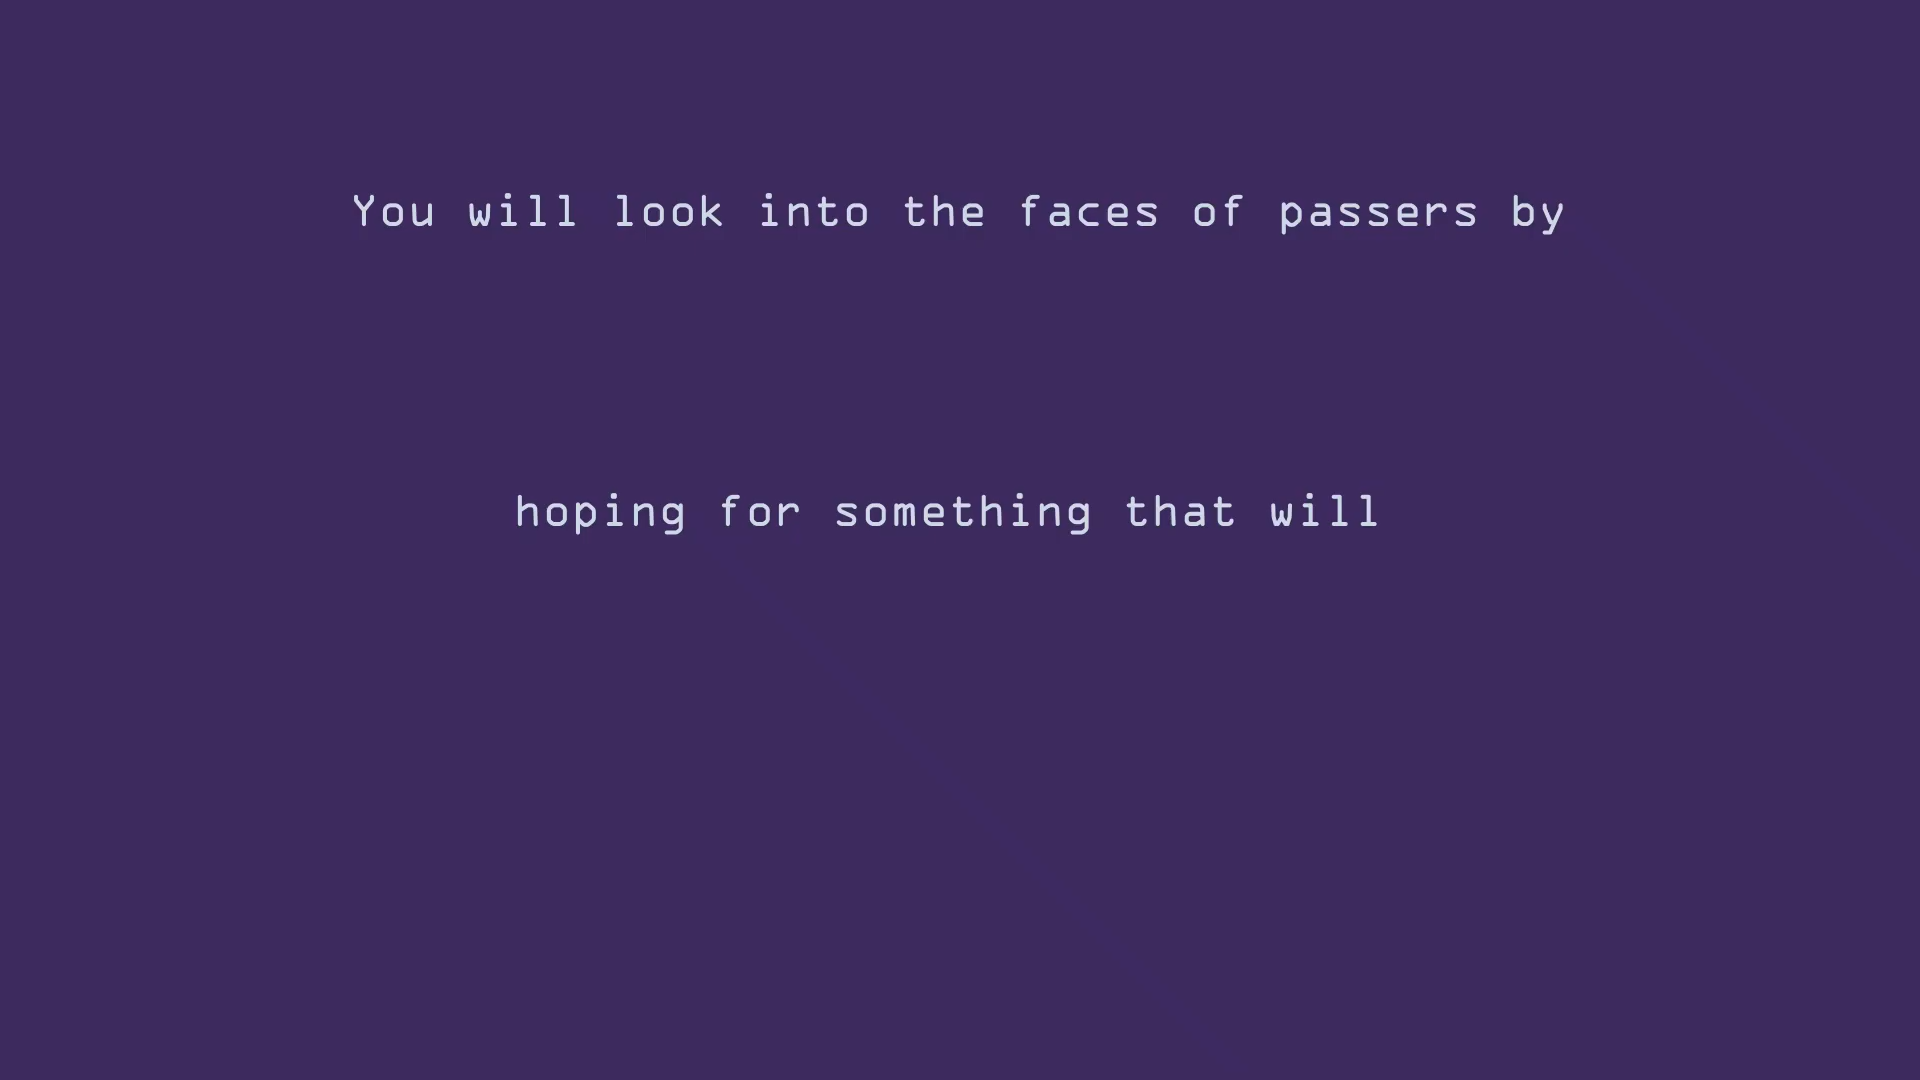 You will look into the faces of passers by
hoping for something that will